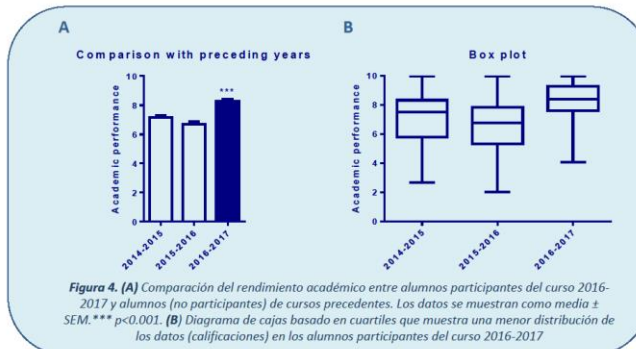 A
Comparison with preceding years
Academic performance
10
8
6
4
2
0
***
2014-2015
2015-2016
2016-2017
B
Box plot
Academic performance
10
8
6
4
2
0
2014-2015
2015-2016
2016-2017
Figura 4. (A) Comparación del rendimiento académico entre alumnos participantes del curso 2016-
2017 y alumnos (no participantes) de cursos precedentes. Los datos se muestran como media ±
SEM.*** p<0.001. (B) Diagrama de cajas basado en cuartiles que muestra una menor distribución de
los datos (calificaciones) en los alumnos participantes del curso 2016-2017